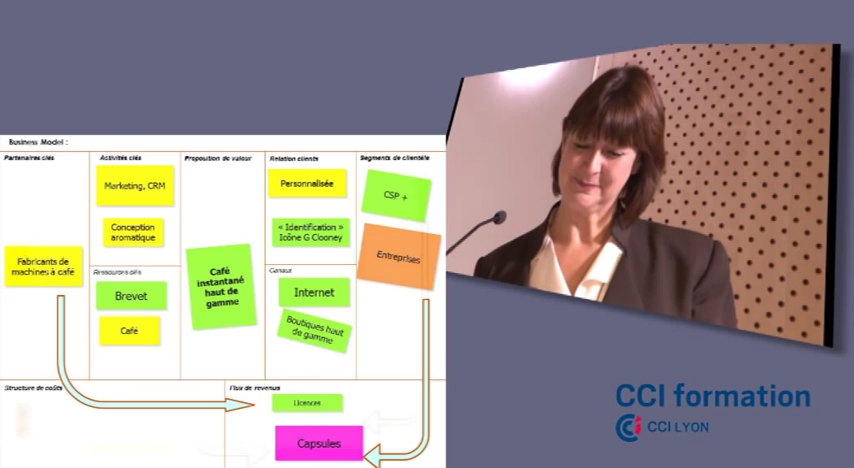 Business Model :
Partenaires clés
Activités clés
Proposition de valeur
Relation clients
Segments de clientèle
Marketing, CRM
Personnalisée
CSP +
Conception
aromatique
« Identification »
Icône G Clooney
Fabricants de
machines à café
Entreprises
Ressources clés
Canaux
Café
instantané
haut de
gamme
Brevet
Internet
Café
Boutiques haut
de gamme
Structure de coûts
Flux de revenus
Licences
Capsules
CCI formation
CCI LYON